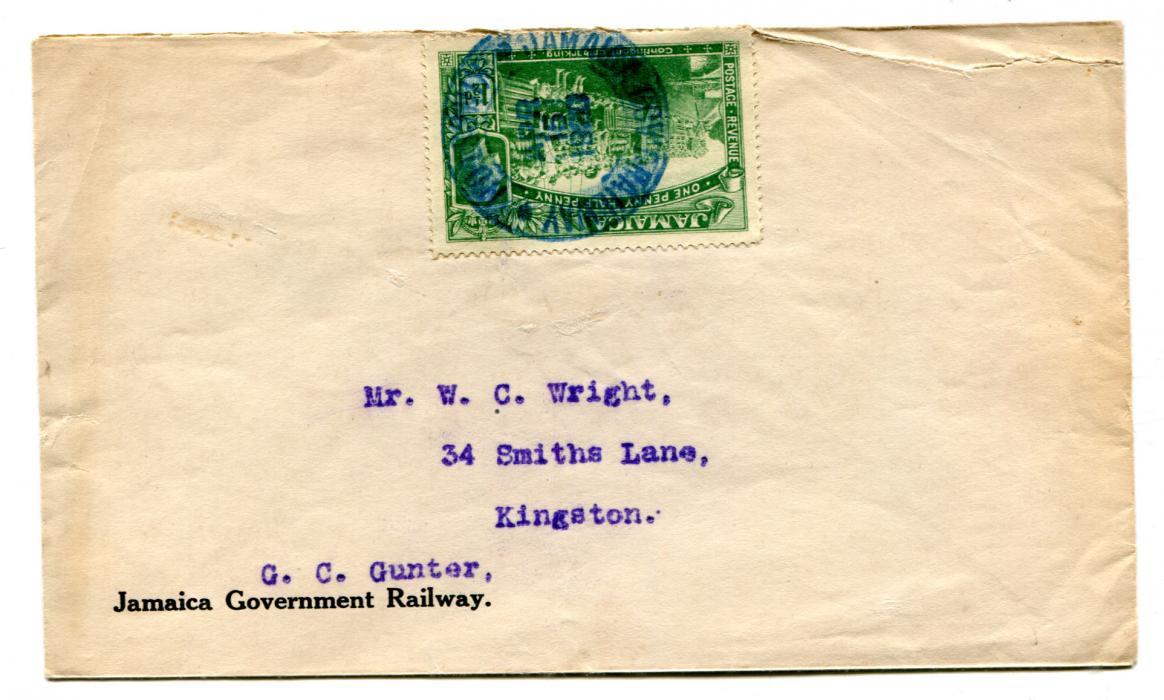 JAMAICA
ONE PENNY HALF PENNY
POSTAGE · REVENUE
Mr. W. C. Wright,
34 Smiths Lane,
Kingston.
G. C. Gunter,
Jamaica Government Railway.